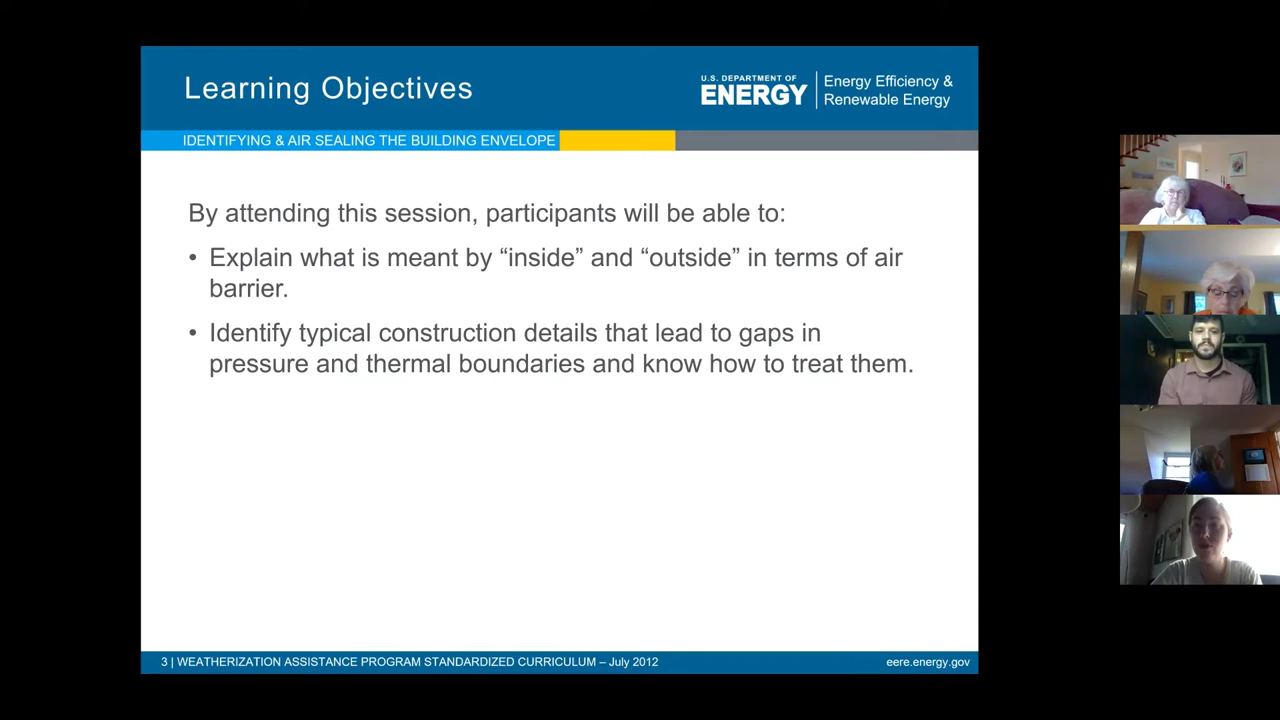 Learning Objectives
U.S. DEPARTMENT OF
ENERGY
Energy Efficiency &
Renewable Energy
IDENTIFYING & AIR SEALING THE BUILDING ENVELOPE
By attending this session, participants will be able to:
• Explain what is meant by “inside” and “outside” in terms of air
barrier.
• Identify typical construction details that lead to gaps in
pressure and thermal boundaries and know how to treat them.
3 | WEATHERIZATION ASSISTANCE PROGRAM STANDARDIZED CURRICULUM – July 2012
eere.energy.gov